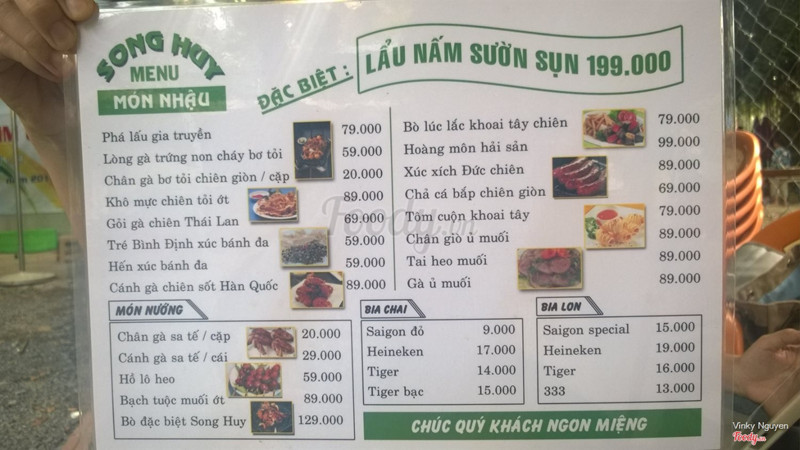 SONG HUY
MENU
MÓN NHẬU
ĐẶC BIỆT :
LẨU NẤM SƯỜN SỤN 199.000
Phá lấu gia truyền 79.000
Lòng gà trứng non cháy bơ tỏi 59.000
Chân gà bơ tỏi chiên giòn / cặp 20.000
Khô mực chiên tỏi ớt 89.000
Gỏi gà chiên Thái Lan 69.000
Tré Bình Định xúc bánh đa 59.000
Hến xúc bánh đa 59.000
Cánh gà chiên sốt Hàn Quốc 89.000
Bò lúc lắc khoai tây chiên 79.000
Hoàng môn hải sản 99.000
Xúc xích Đức chiên 89.000
Chả cá bắp chiên giòn 69.000
Tôm cuộn khoai tây 79.000
Chân giò ủ muối 89.000
Tai heo muối 89.000
Gà ủ muối 89.000
MÓN NƯỚNG
Chân gà sa tế / cặp 20.000
Cánh gà sa tế / cái 29.000
Hồ lô heo 59.000
Bạch tuộc muối ớt 89.000
Bò đặc biệt Song Huy 129.000
BIA CHAI
Saigon đỏ 9.000
Heineken 17.000
Tiger 14.000
Tiger bạc 15.000
BIA LON
Saigon special 15.000
Heineken 19.000
Tiger 16.000
333 13.000
CHÚC QUÝ KHÁCH NGON MIỆNG
Foody.vn
Vinky Nguyen
Foody.vn